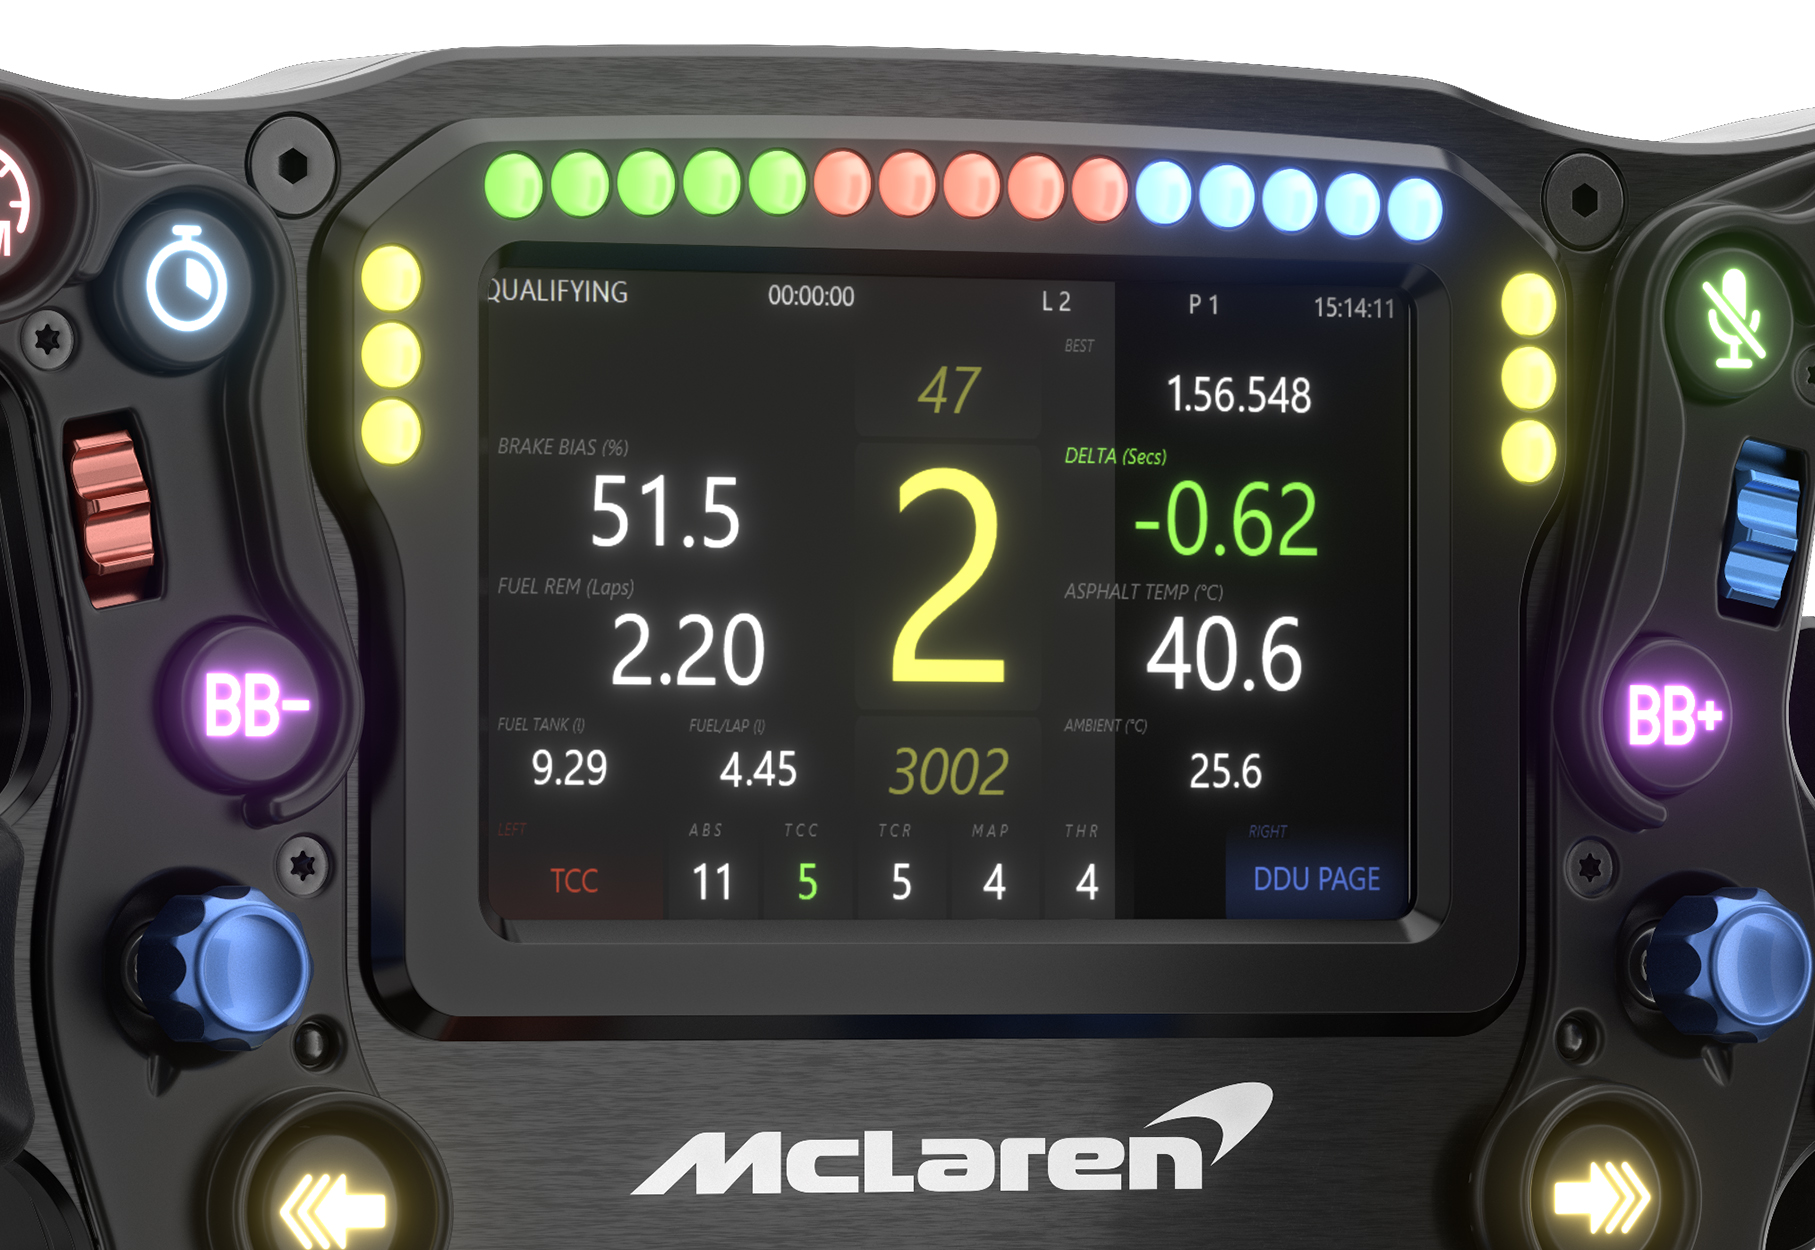 QUALIFYING 00:00:00 L 2 P 1 15:14:11
BEST
47
1.56.548
BRAKE BIAS (%)
DELTA (Secs)
51.5
2
-0.62
FUEL REM (Laps)
ASPHALT TEMP (°C)
2.20
40.6
FUEL TANK (l) FUEL/LAP (l) AMBIENT (°C)
9.29 4.45 3002 25.6
LEFT ABS TCC TCR MAP THR RIGHT
TCC 11 5 5 4 4 DDU PAGE
BB-
BB+
McLaren